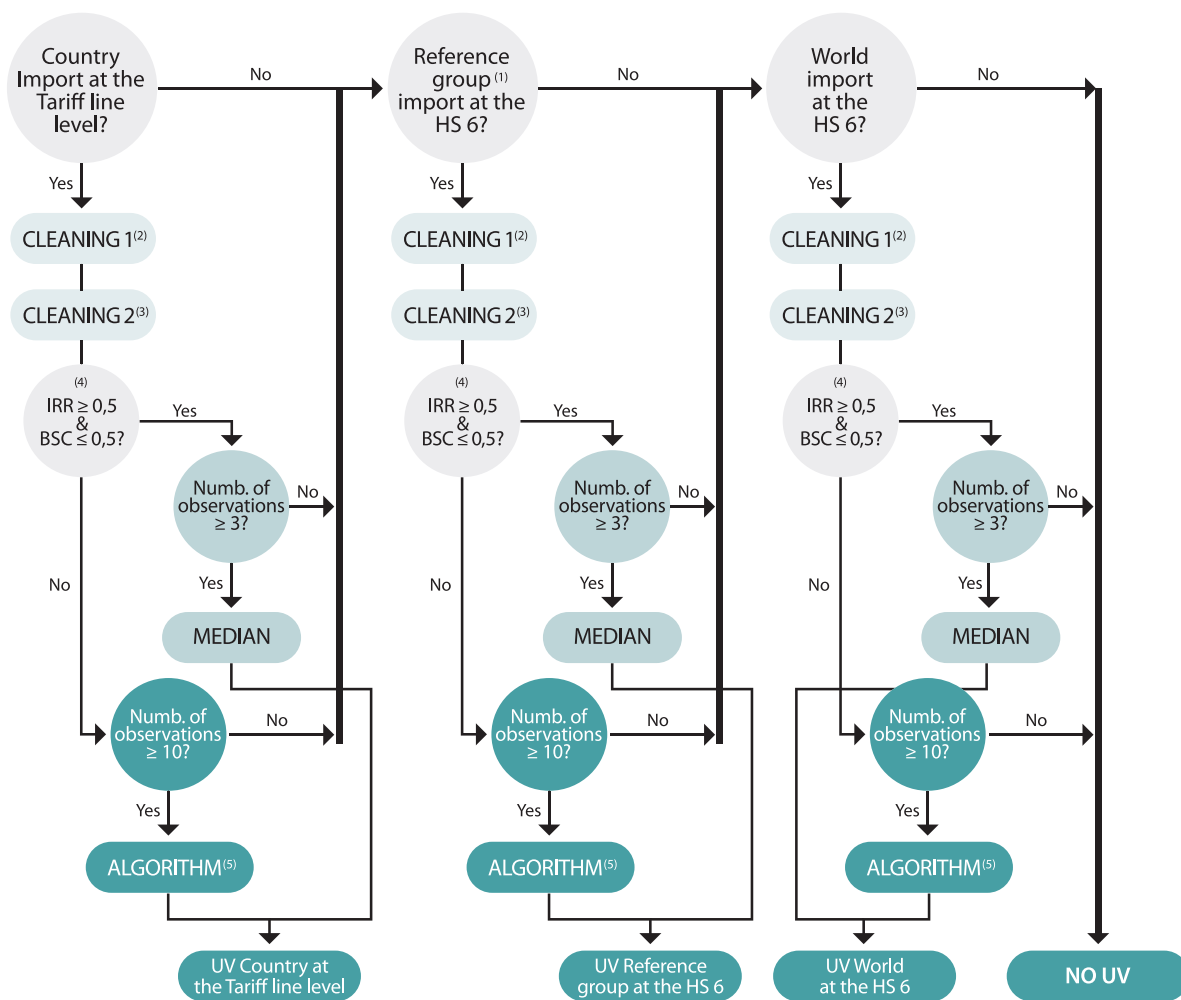 Country
Import at the
Tariff line
level?
No
Reference
group (1)
import at the
HS 6?
No
World
import
at the
HS 6?
No
Yes
Yes
Yes
CLEANING 1(2)
CLEANING 1(2)
CLEANING 1(2)
CLEANING 2(3)
CLEANING 2(3)
CLEANING 2(3)
(4)
IRR ≥ 0,5
&
BSC ≤ 0,5?
Yes
(4)
IRR ≥ 0,5
&
BSC ≤ 0,5?
Yes
(4)
IRR ≥ 0,5
&
BSC ≤ 0,5?
Yes
Numb. of
observations
≥ 3?
No
Numb. of
observations
≥ 3?
No
Numb. of
observations
≥ 3?
No
No
Yes
No
Yes
No
Yes
MEDIAN
MEDIAN
MEDIAN
Numb. of
observations
≥ 10?
No
Numb. of
observations
≥ 10?
No
Numb. of
observations
≥ 10?
No
Yes
Yes
Yes
ALGORITHM(5)
ALGORITHM(5)
ALGORITHM(5)
UV Country at
the Tariff line level
UV Reference
group at the HS 6
UV World
at the HS 6
NO UV